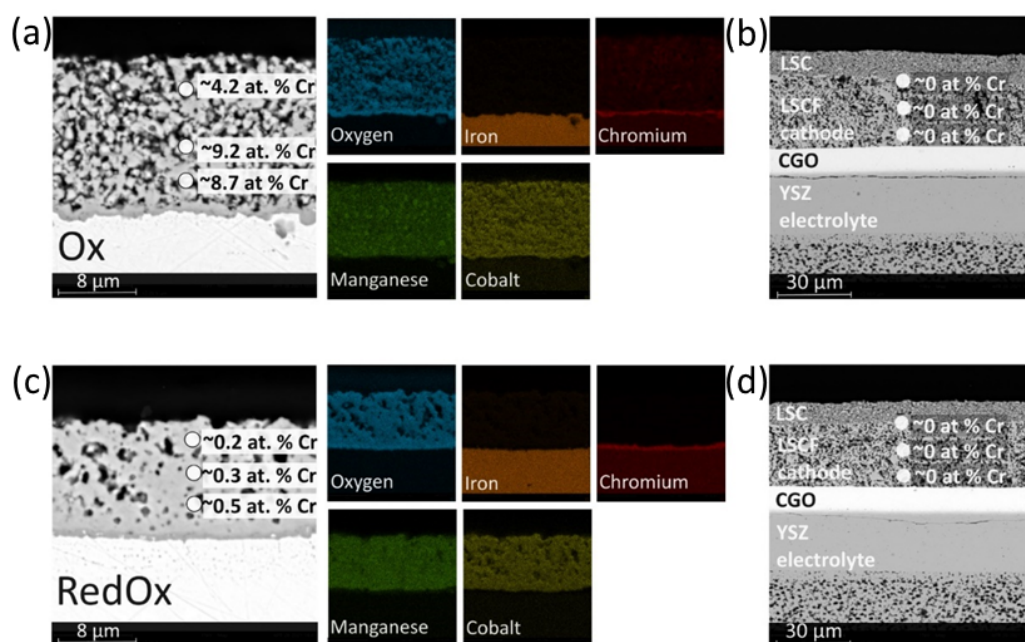 (a)
~4.2 at. % Cr
~9.2 at. % Cr
~8.7 at % Cr
Ox
8 µm
Oxygen
Iron
Chromium
Manganese
Cobalt
(b)
LSC
LSCF
cathode
~0 at % Cr
~0 at % Cr
~0 at % Cr
CGO
YSZ
electrolyte
30 µm
(c)
~0.2 at. % Cr
~0.3 at. % Cr
~0.5 at. % Cr
RedOx
8 µm
Oxygen
Iron
Chromium
Manganese
Cobalt
(d)
LSC
LSCF
cathode
~0 at % Cr
~0 at % Cr
~0 at % Cr
CGO
YSZ
electrolyte
30 µm